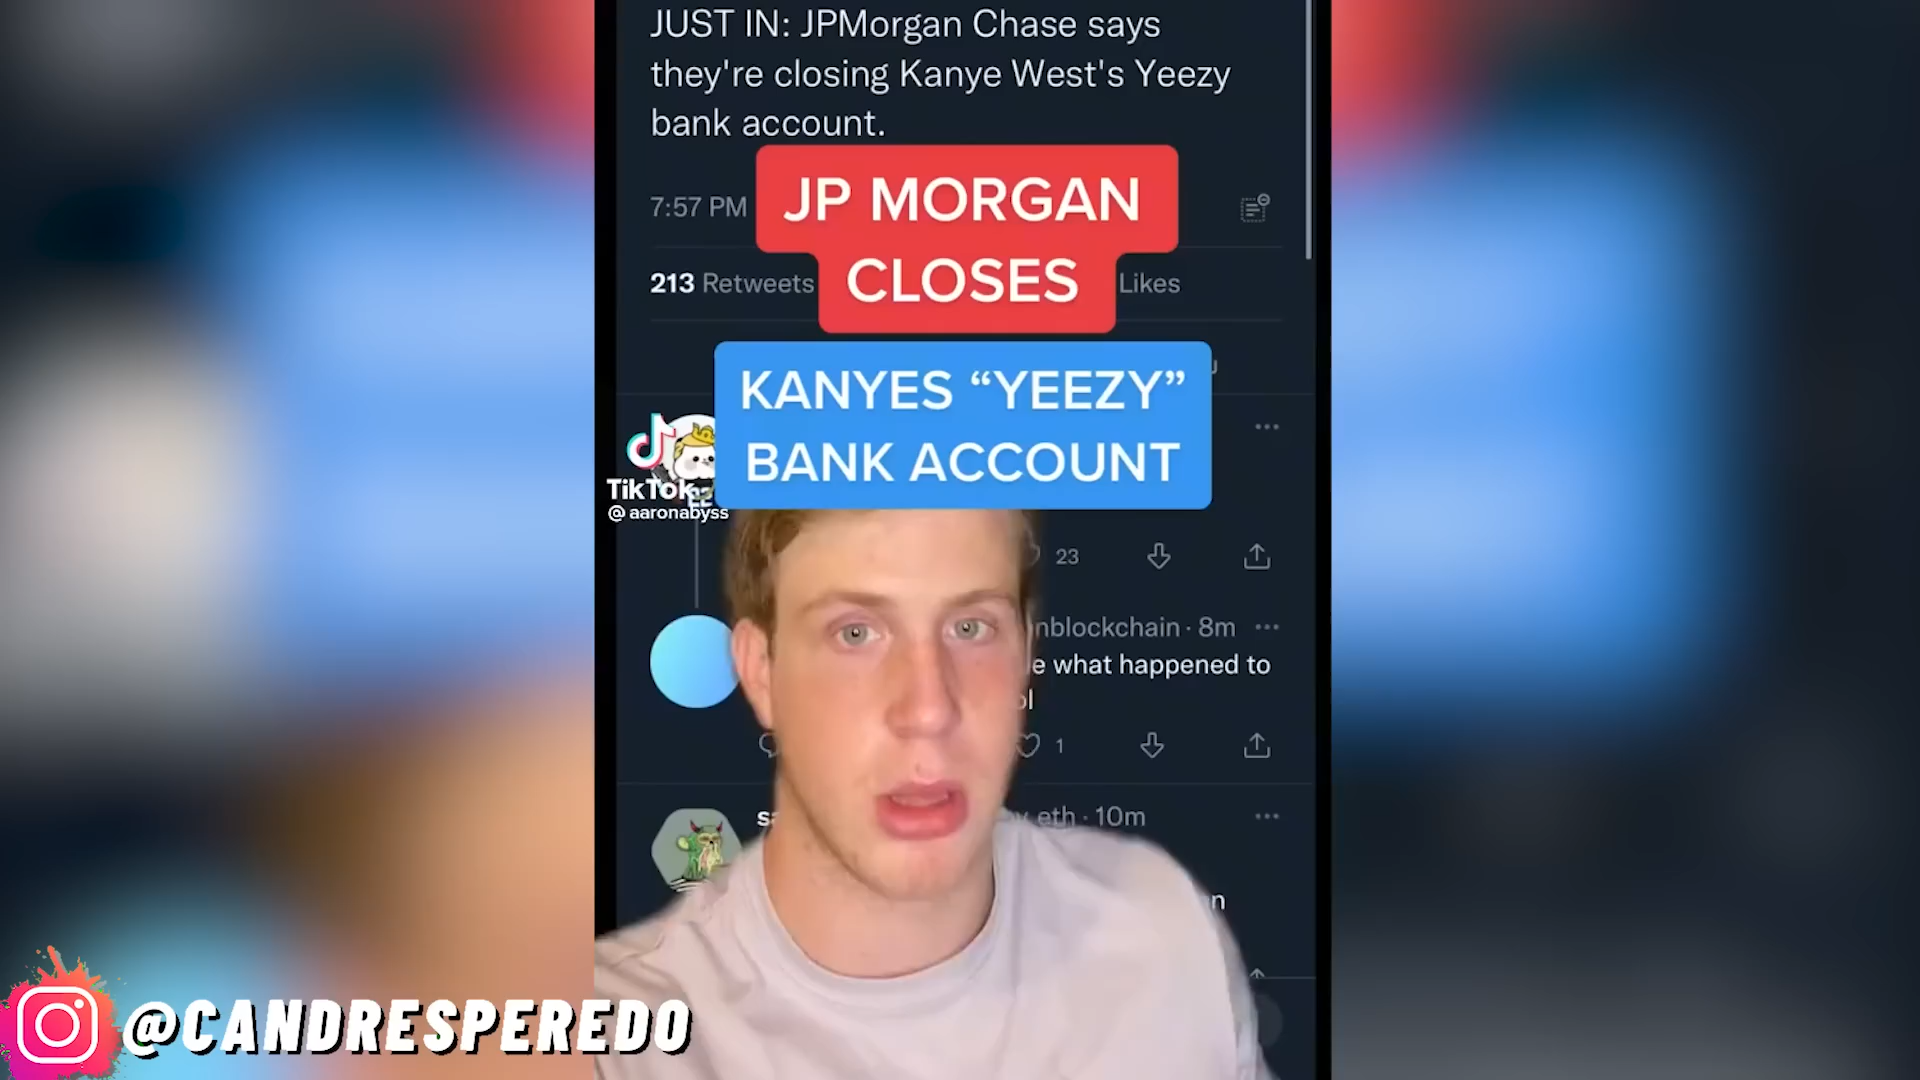 JUST IN: JPMorgan Chase says
they're closing Kanye West's Yeezy
bank account.
7:57 PM
JP MORGAN
CLOSES
213 Retweets
Likes
KANYES “YEEZY”
BANK ACCOUNT
TikTok
@aaronabyss
23
nblockchain · 8m
what happened to
1
eth · 10m
@CANDRESPEREDO